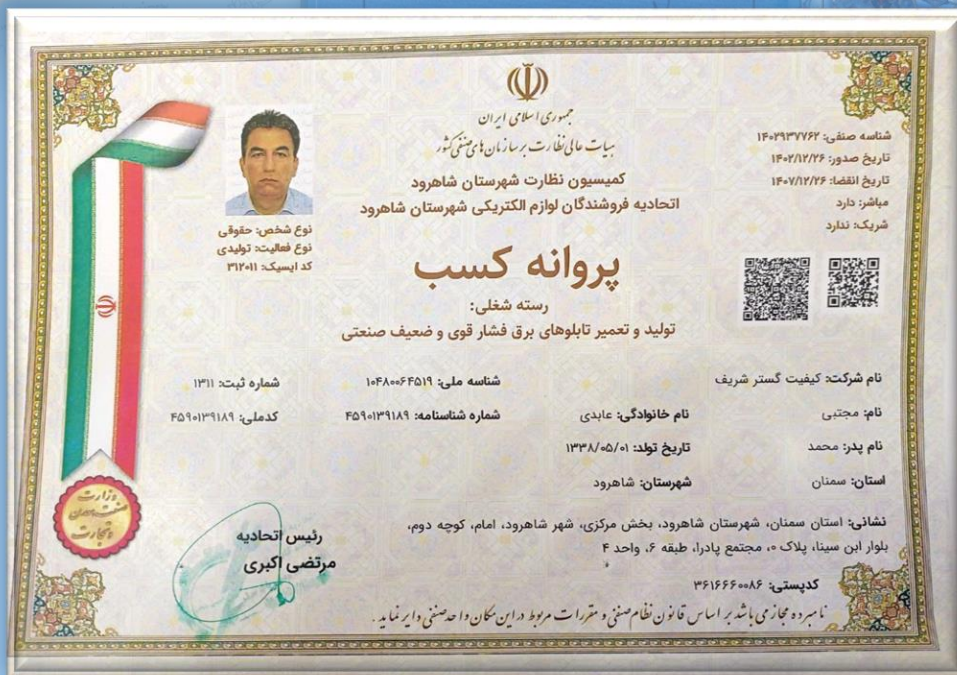 جمهوری اسلامی ایران
هیات عالی نظارت بر سازمان های صنفی کشور
کمیسیون نظارت شهرستان شاهرود
اتحادیه فروشندگان لوازم الکتریکی شهرستان شاهرود
شناسه صنفی: ۱۴۰۲۹۳۷۷۶۲
تاریخ صدور: ۱۴۰۲/۱۲/۲۶
تاریخ انقضا: ۱۴۰۷/۱۲/۲۶
مباشر: دارد
شریک: ندارد
نوع شخص: حقوقی
نوع فعالیت: تولیدی
کد آیسیک: ۳۱۲۰۱۱
پروانه کسب
رسته شغلی:
تولید و تعمیر تابلوهای برق فشار قوی و ضعیف صنعتی
نام شرکت: کیفیت گستر شریف شناسه ملی: ۱۰۴۸۰۰۶۴۵۱۹ شماره ثبت: ۱۳۱۱
نام: مجتبی نام خانوادگی: عابدی شماره شناسنامه: ۴۵۹۰۱۳۹۱۸۹ کدملی: ۴۵۹۰۱۳۹۱۸۹
نام پدر: محمد تاریخ تولد: ۱۳۳۸/۰۵/۰۱
استان: سمنان شهرستان: شاهرود
نشانی: استان سمنان، شهرستان شاهرود، بخش مرکزی، شهر شاهرود، امام، کوچه دوم،
بلوار ابن سینا، پلاک ۰، مجتمع پادرا، طبقه ۶، واحد ۴
کدپستی: ۳۶۱۶۶۶۰۰۸۶
نامبرده مجاز می باشد بر اساس قانون نظام صنفی و مقررات مربوط در این مکان واحد صنفی دایر نماید .
رئیس اتحادیه
مرتضی اکبری
وزارت
صنعت، معدن
و تجارت